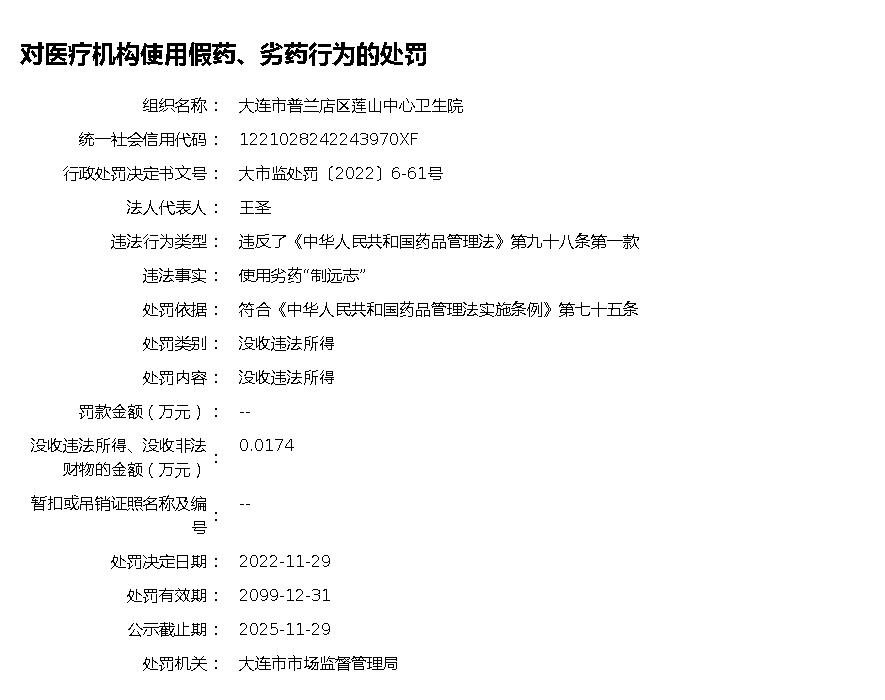 对医疗机构使用假药、劣药行为的处罚
组织名称： 大连市普兰店区莲山中心卫生院
统一社会信用代码： 1221028242243970XF
行政处罚决定书文号： 大市监处罚〔2022〕6-61号
法人代表人： 王圣
违法行为类型： 违反了《中华人民共和国药品管理法》第九十八条第一款
违法事实： 使用劣药“制远志”
处罚依据： 符合《中华人民共和国药品管理法实施条例》第七十五条
处罚类别： 没收违法所得
处罚内容： 没收违法所得
罚款金额（万元）： --
没收违法所得、没收非法
财物的金额（万元）： 0.0174
暂扣或吊销证照名称及编
号： --
处罚决定日期： 2022-11-29
处罚有效期： 2099-12-31
公示截止期： 2025-11-29
处罚机关： 大连市市场监督管理局